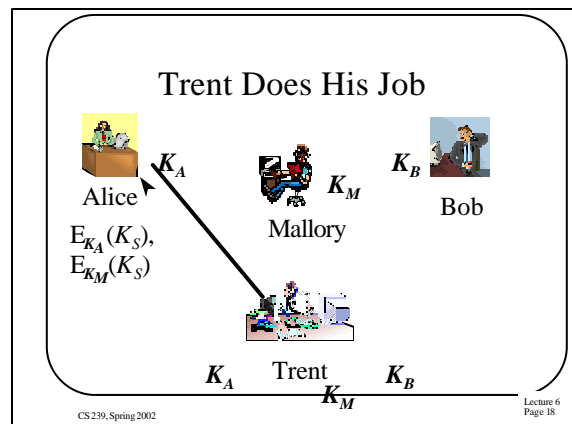 Trent Does His Job
K_A
K_B
Alice
K_M
Bob
Mallory
E_{K_A}(K_S),
E_{K_M}(K_S)
K_A Trent K_B
K_M
CS 239, Spring 2002
Lecture 6
Page 18